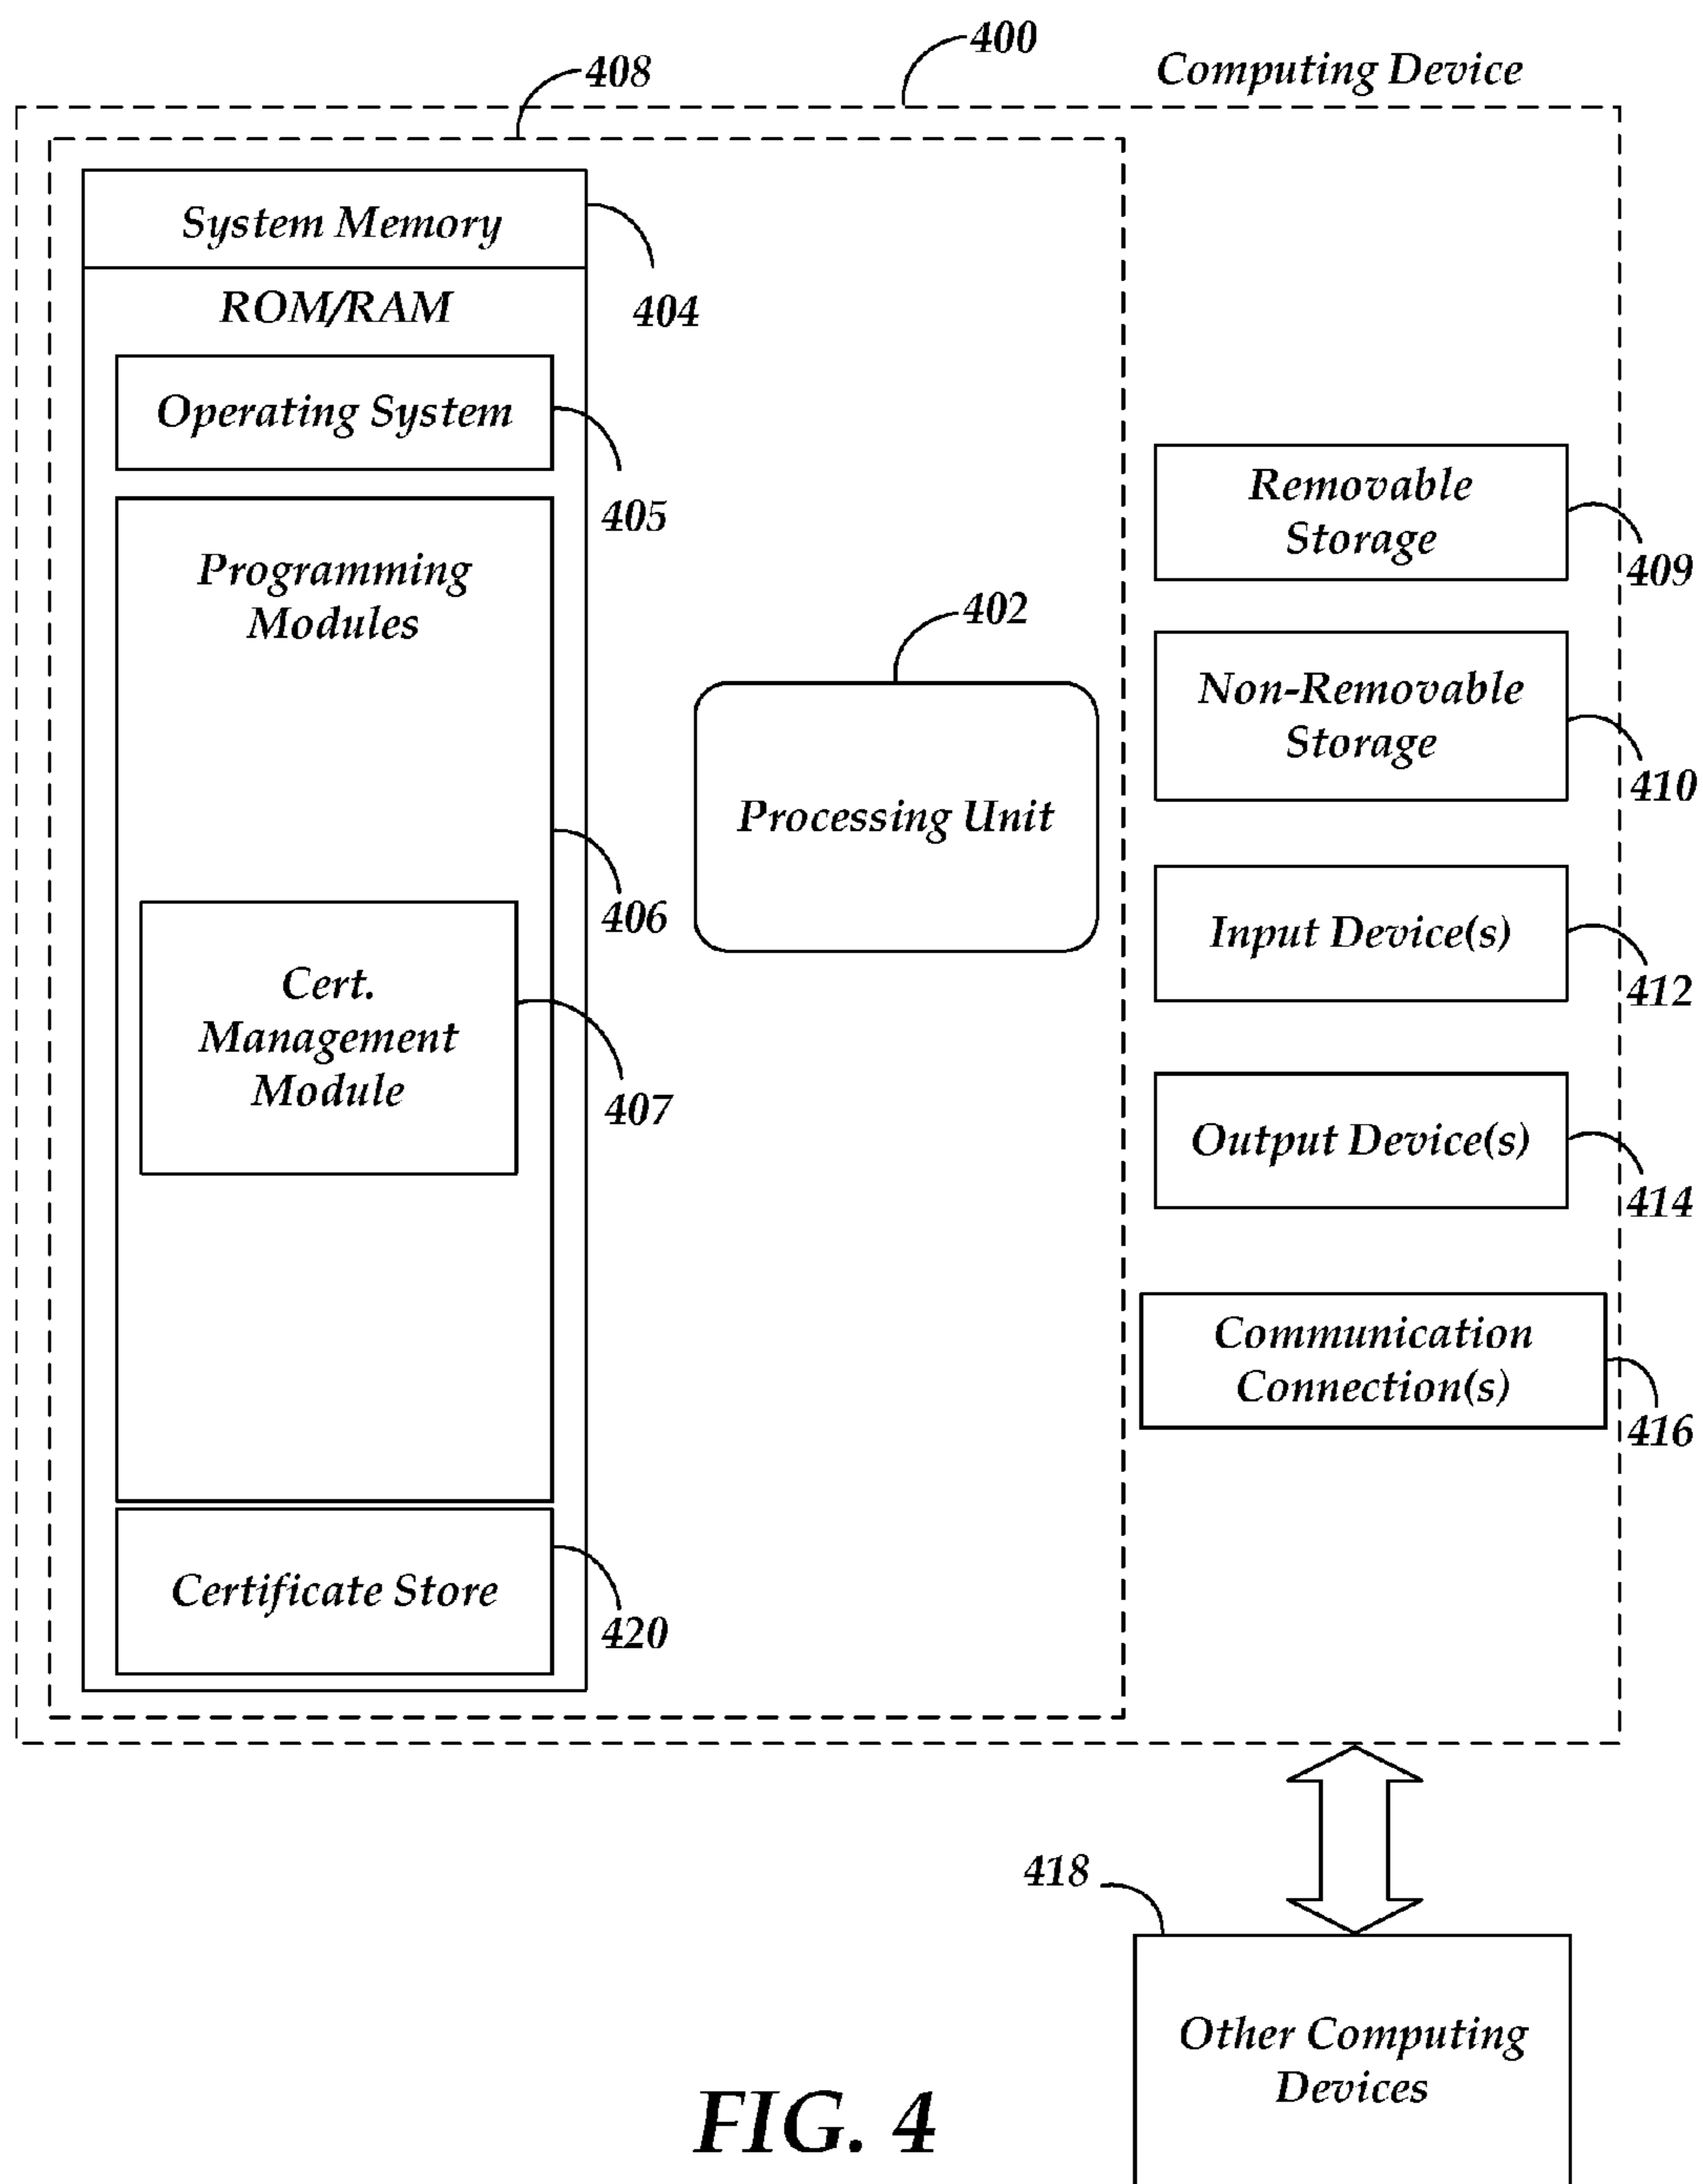 400
Computing Device
408
System Memory
404
ROM/RAM
Operating System
405
Programming
Modules
406
Cert.
Management
Module
407
Certificate Store
420
402
Processing Unit
Removable
Storage
409
Non-Removable
Storage
410
Input Device(s)
412
Output Device(s)
414
Communication
Connection(s)
416
418
Other Computing
Devices
FIG. 4